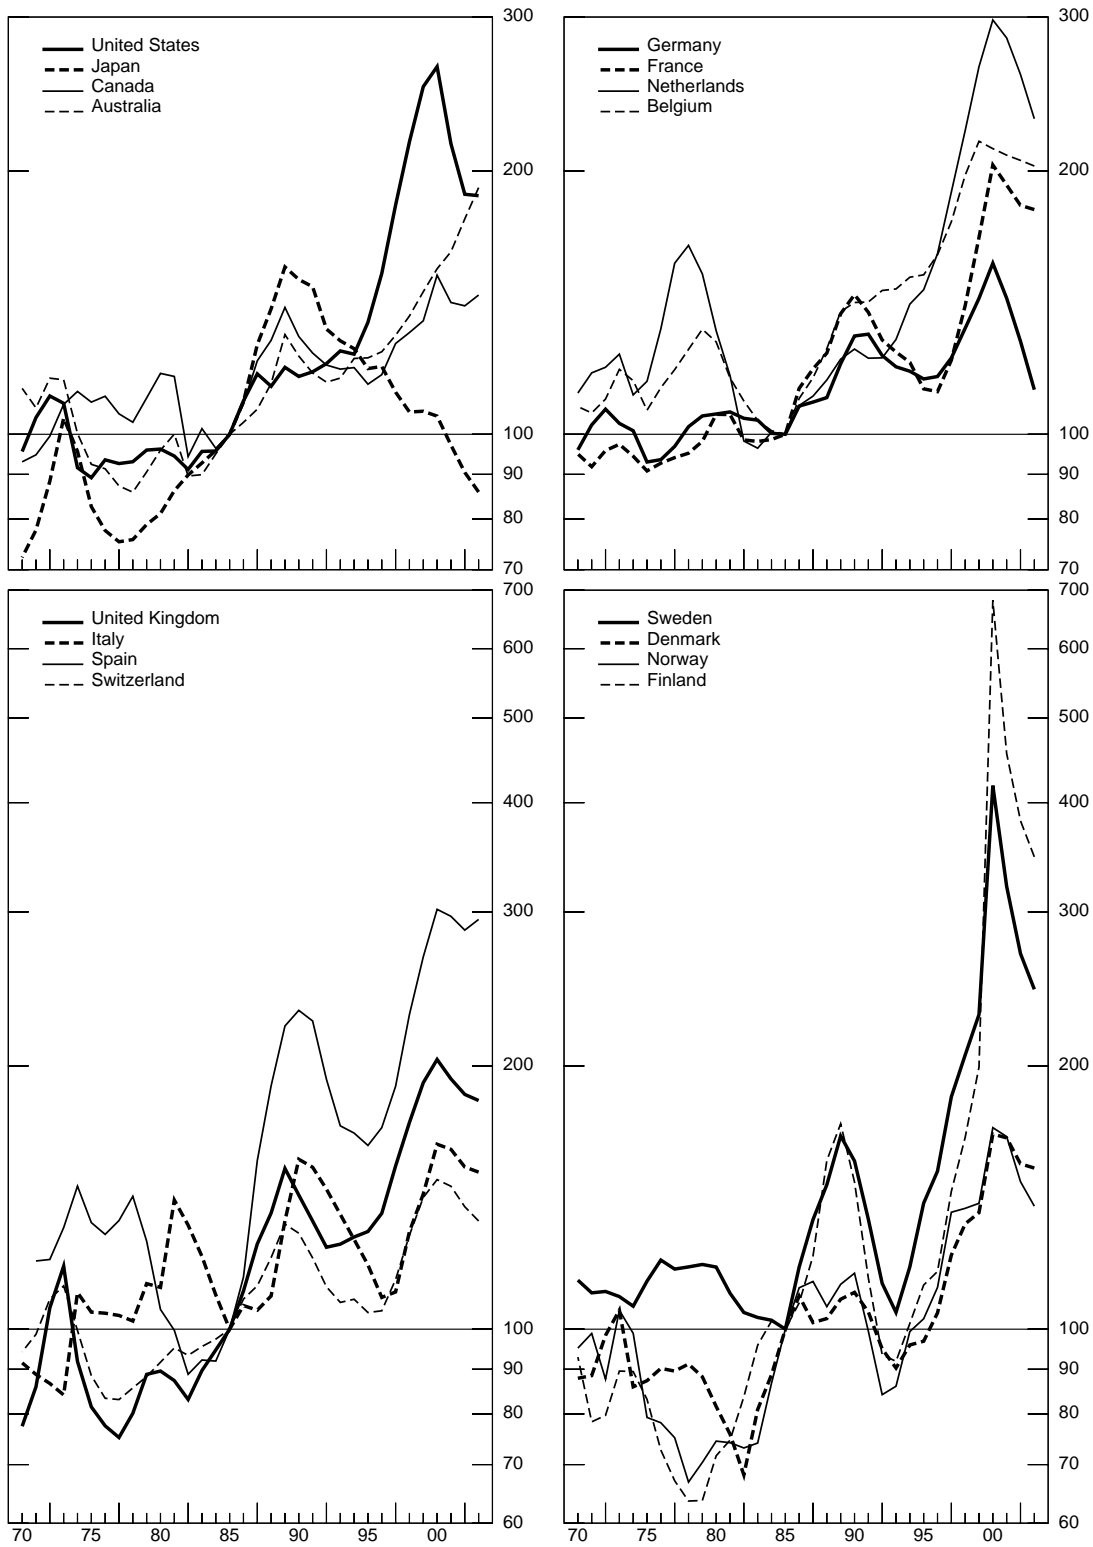 300
United States
Japan
Canada
Australia
200
100
90
80
70
300
Germany
France
Netherlands
Belgium
200
100
90
80
70
700
United Kingdom
Italy
Spain
Switzerland
600
500
400
300
200
100
90
80
70
60
70 75 80 85 90 95 00
700
Sweden
Denmark
Norway
Finland
600
500
400
300
200
100
90
80
70
60
70 75 80 85 90 95 00